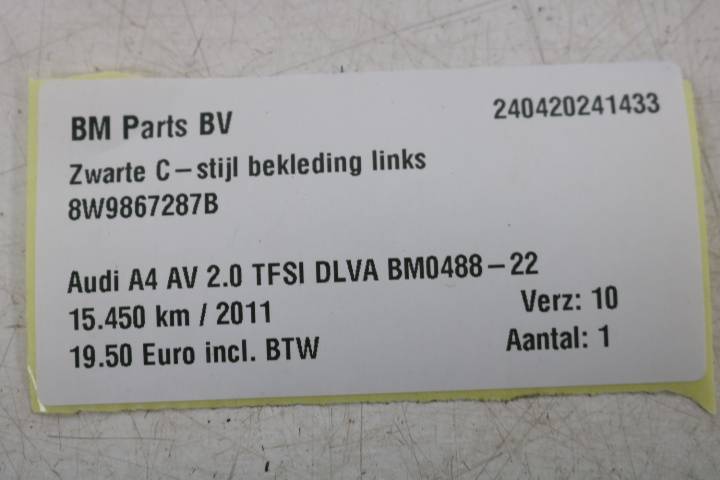 BM Parts BV 240420241433
Zwarte C-stijl bekleding links
8W9867287B
Audi A4 AV 2.0 TFSI DLVA BM0488-22
15.450 km / 2011 Verz: 10
19.50 Euro incl. BTW Aantal: 1